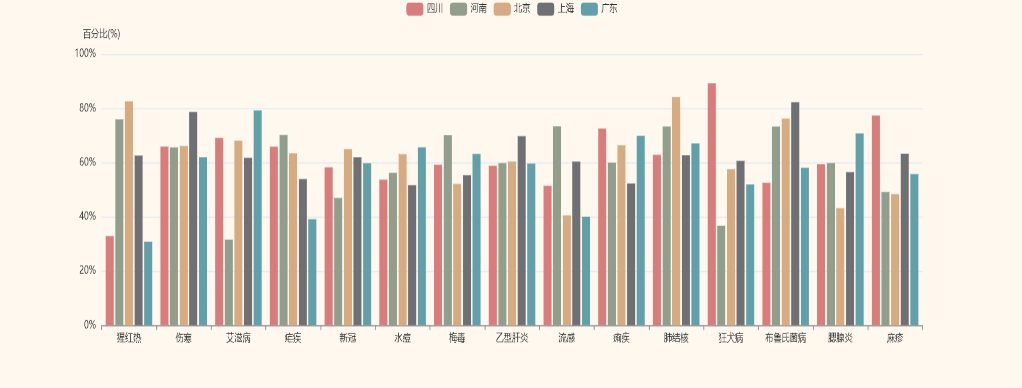 四川 河南 北京 上海 广东
百分比(%)
100%
80%
60%
40%
20%
0%
猩红热 伤寒 艾滋病 疟疾 新冠 水痘 梅毒 乙型肝炎 流感 痢疾 肺结核 狂犬病 布鲁氏菌病 腮腺炎 麻疹